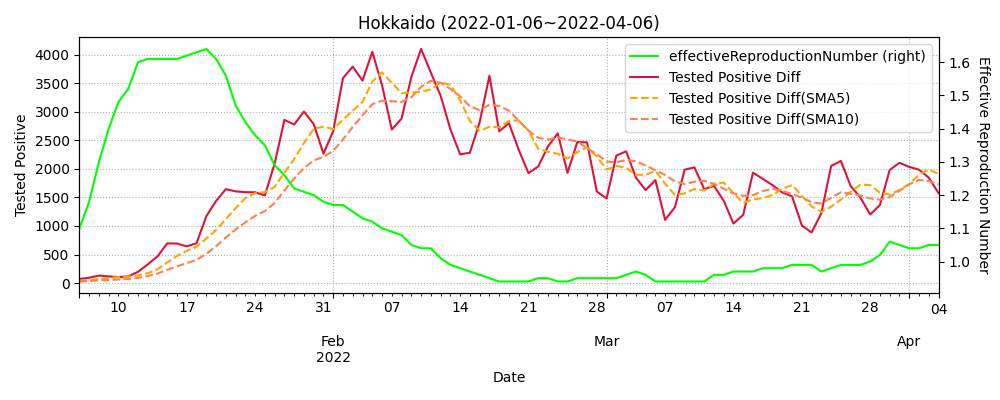 Hokkaido (2022-01-06~2022-04-06)
effectiveReproductionNumber (right)
Tested Positive Diff
Tested Positive Diff(SMA5)
Tested Positive Diff(SMA10)
Tested Positive
4000
3500
3000
2500
2000
1500
1000
500
0
Effective Reproduction Number
1.6
1.5
1.4
1.3
1.2
1.1
1.0
10 17 24 31 07 14 21 28 07 14 21 28 04
Feb Mar Apr
2022
Date